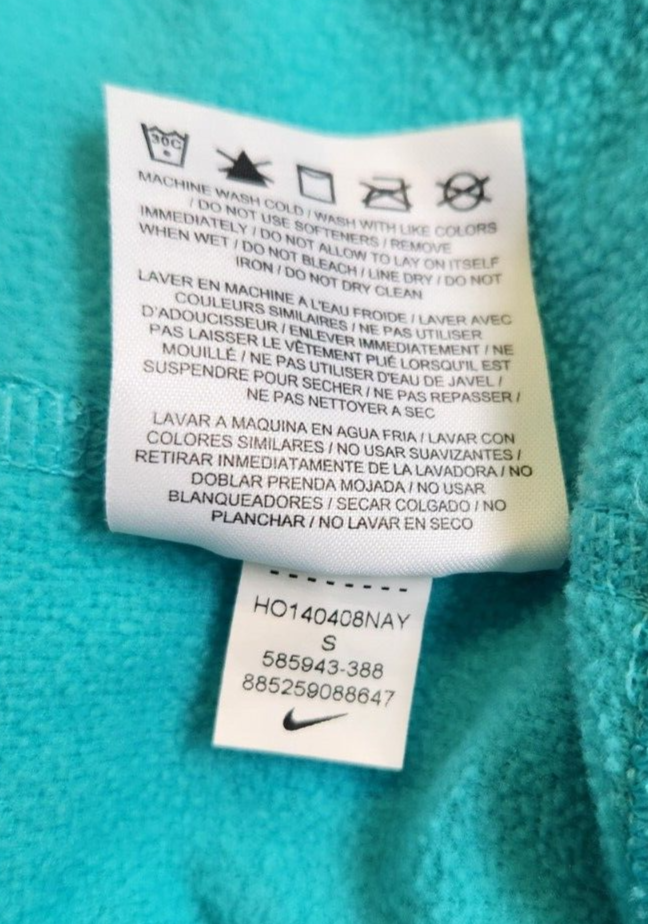 30C
MACHINE WASH COLD / WASH WITH LIKE COLORS
/ DO NOT USE SOFTENERS / REMOVE
IMMEDIATELY / DO NOT ALLOW TO LAY ON ITSELF
WHEN WET / DO NOT BLEACH / LINE DRY / DO NOT
IRON / DO NOT DRY CLEAN
LAVER EN MACHINE A L'EAU FROIDE / LAVER AVEC
COULEURS SIMILAIRES / NE PAS UTILISER
D'ADOUCISSEUR / ENLEVER IMMEDIATEMENT / NE
PAS LAISSER LE VÊTEMENT PLIÉ LORSQU'IL EST
MOUILLÉ / NE PAS UTILISER D'EAU DE JAVEL /
SUSPENDRE POUR SECHER / NE PAS REPASSER /
NE PAS NETTOYER A SEC
LAVAR A MAQUINA EN AGUA FRIA / LAVAR CON
COLORES SIMILARES / NO USAR SUAVIZANTES /
RETIRAR INMEDIATAMENTE DE LA LAVADORA / NO
DOBLAR PRENDA MOJADA / NO USAR
BLANQUEADORES / SECAR COLGADO / NO
PLANCHAR / NO LAVAR EN SECO
HO140408NAY
S
585943-388
885259088647